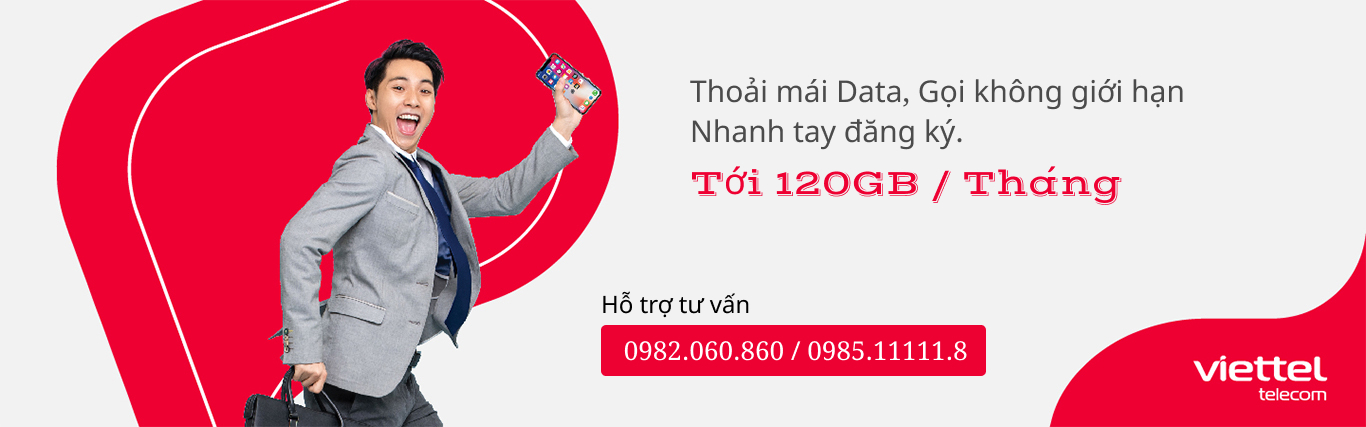 Thoải mái Data, Gọi không giới hạn
Nhanh tay đăng ký.
Tới 120GB / Tháng
Hỗ trợ tư vấn
0982.060.860 / 0985.11111.8
viettel
telecom